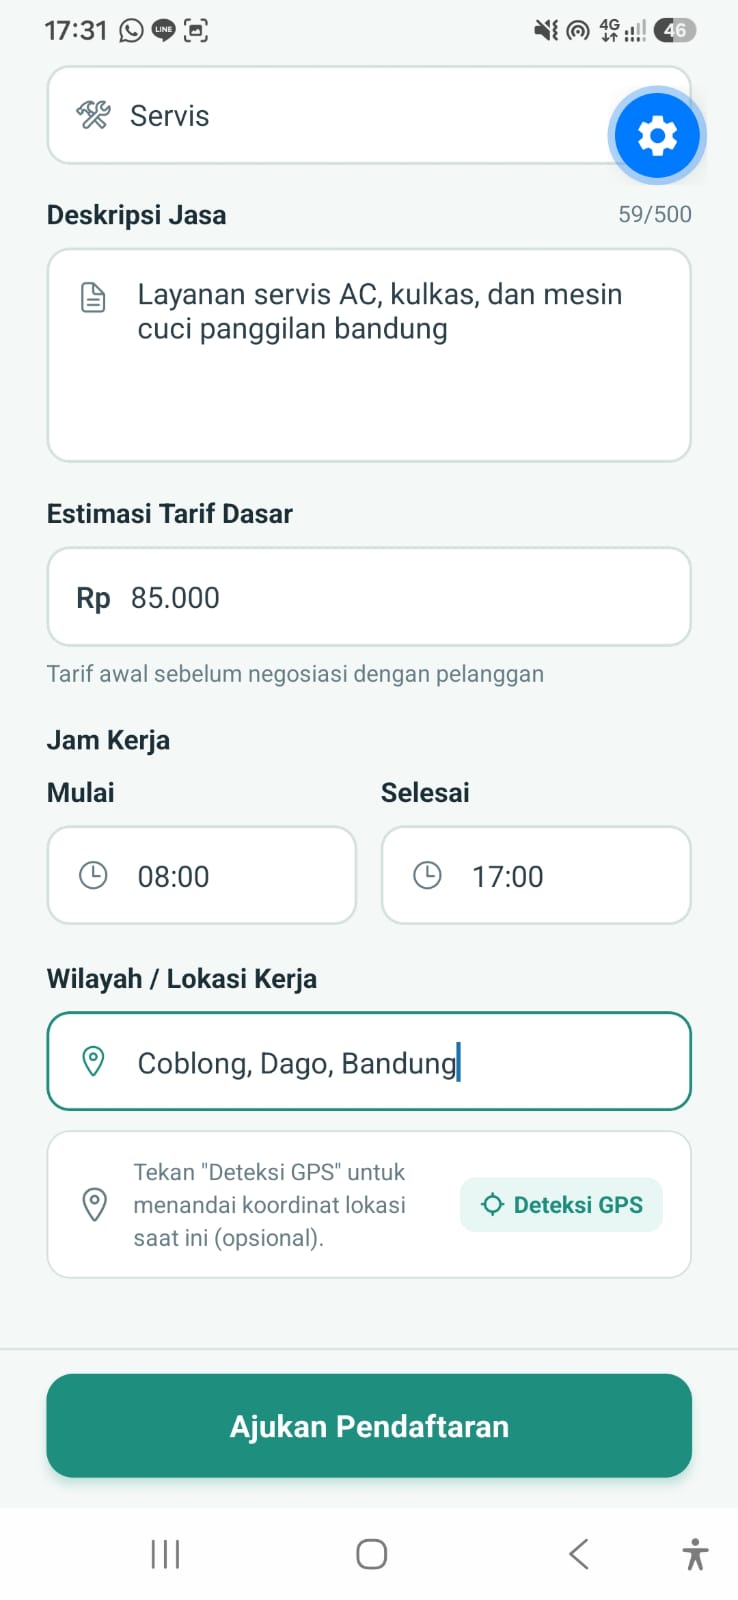 17:31 LINE 4G 46
Servis
Deskripsi Jasa 59/500
Layanan servis AC, kulkas, dan mesin
cuci panggilan bandung
Estimasi Tarif Dasar
Rp 85.000
Tarif awal sebelum negosiasi dengan pelanggan
Jam Kerja
Mulai Selesai
08:00 17:00
Wilayah / Lokasi Kerja
Coblong, Dago, Bandung
Tekan "Deteksi GPS" untuk
menandai koordinat lokasi
saat ini (opsional).
Deteksi GPS
Ajukan Pendaftaran